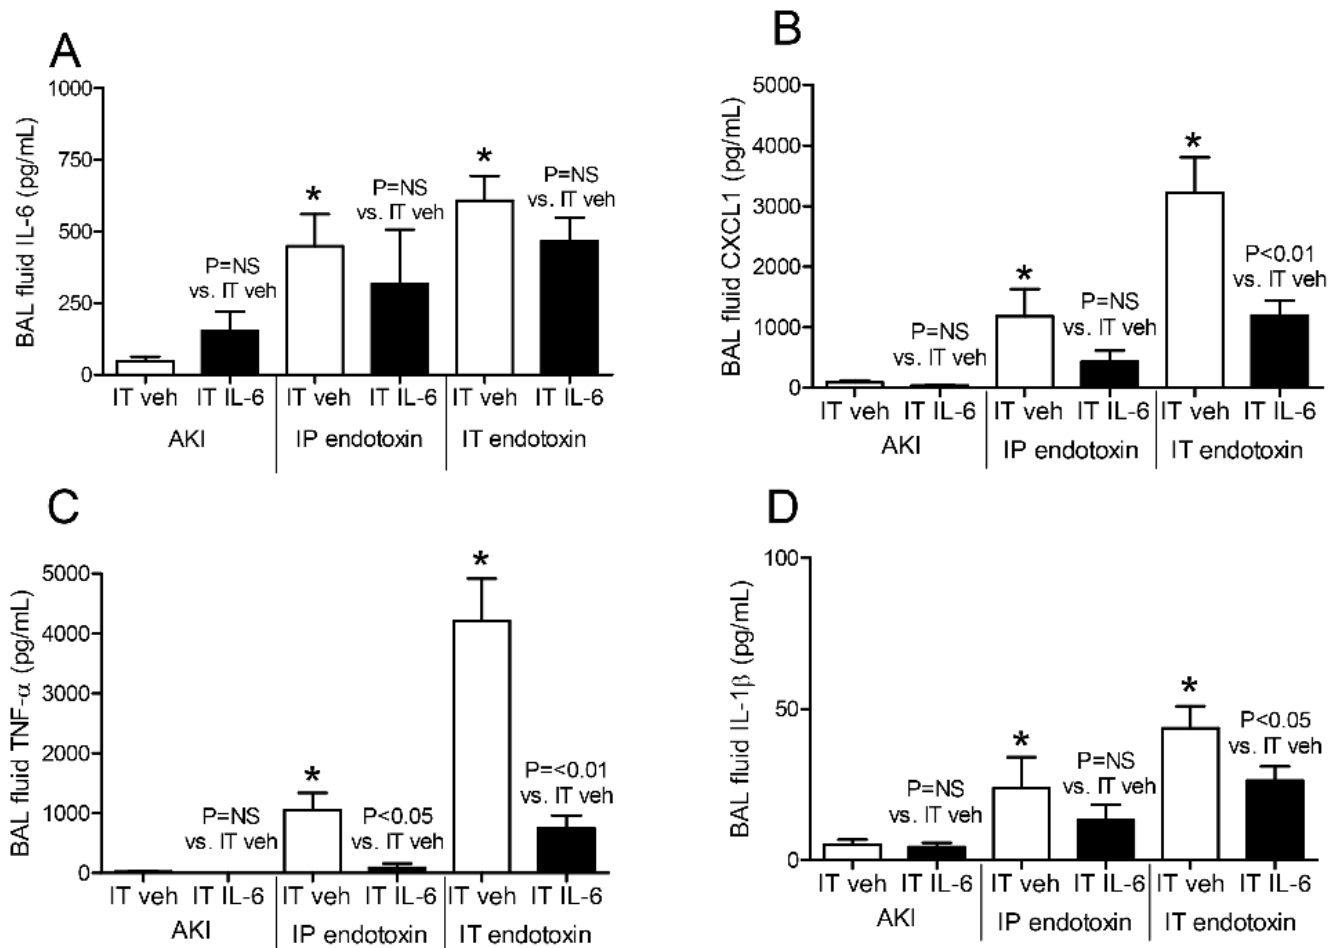 A
BAL fluid IL-6 (pg/mL)
1000
750
500
250
0
*
*
P=NS
vs. IT veh
P=NS
vs. IT veh
P=NS
vs. IT veh
IT veh IT IL-6 IT veh IT IL-6 IT veh IT IL-6
AKI IP endotoxin IT endotoxin
B
BAL fluid CXCL1 (pg/mL)
5000
4000
3000
2000
1000
0
*
*
P=NS
vs. IT veh
P=NS
vs. IT veh
P<0.01
vs. IT veh
IT veh IT IL-6 IT veh IT IL-6 IT veh IT IL-6
AKI IP endotoxin IT endotoxin
C
BAL fluid TNF-α (pg/mL)
5000
4000
3000
2000
1000
0
*
*
P=NS
vs. IT veh
P<0.05
vs. IT veh
P=<0.01
vs. IT veh
IT veh IT IL-6 IT veh IT IL-6 IT veh IT IL-6
AKI IP endotoxin IT endotoxin
D
BAL fluid IL-1β (pg/mL)
100
50
0
*
*
P=NS
vs. IT veh
P=NS
vs. IT veh
P<0.05
vs. IT veh
IT veh IT IL-6 IT veh IT IL-6 IT veh IT IL-6
AKI IP endotoxin IT endotoxin